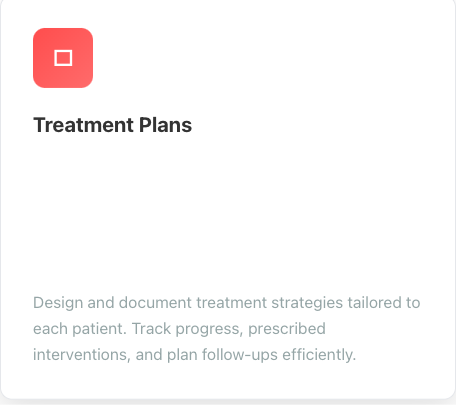 Treatment Plans
Design and document treatment strategies tailored to
each patient. Track progress, prescribed
interventions, and plan follow-ups efficiently.